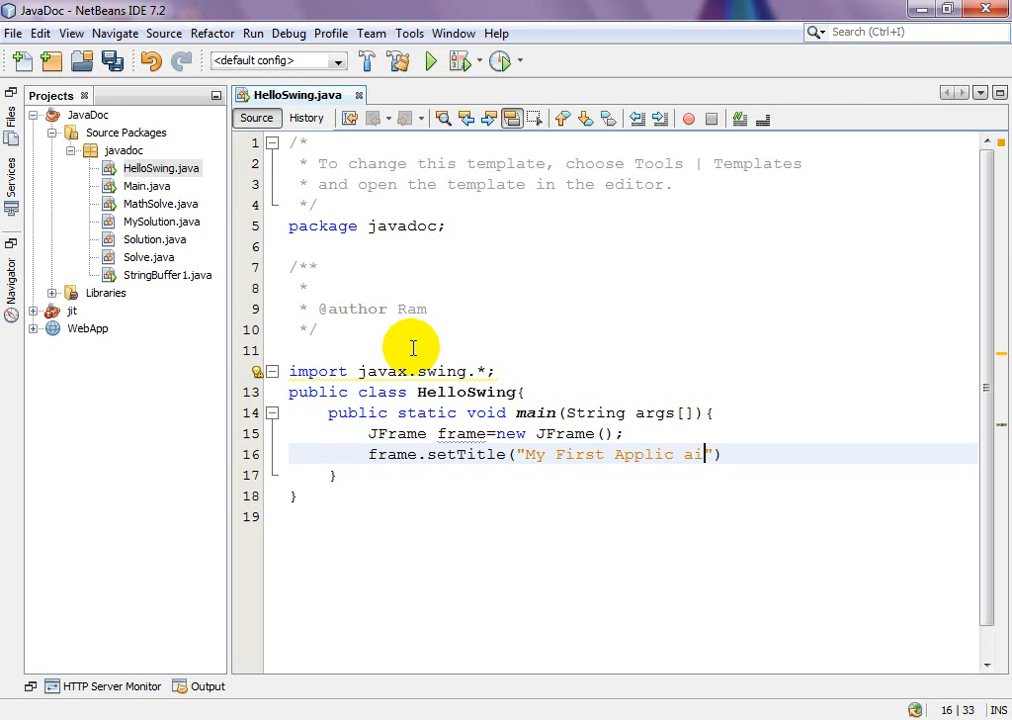 JavaDoc - NetBeans IDE 7.2
File Edit View Navigate Source Refactor Run Debug Profile Team Tools Window Help
Search (Ctrl+I)
<default config>
Projects
HelloSwing.java
Files
Services
Navigator
JavaDoc
Source Packages
javadoc
HelloSwing.java
Main.java
MathSolve.java
MySolution.java
Solution.java
Solve.java
StringBuffer1.java
Libraries
jit
WebApp
Source History
1 /*
2 * To change this template, choose Tools | Templates
3 * and open the template in the editor.
4 */
5 package javadoc;
6
7 /**
8 *
9 * @author Ram
10 */
11
import javax.swing.*;
13 public class HelloSwing{
14 public static void main(String args[]){
15 JFrame frame=new JFrame();
16 frame.setTitle("My First Applic ai")
17 }
18 }
19
HTTP Server Monitor Output
16 | 33 INS